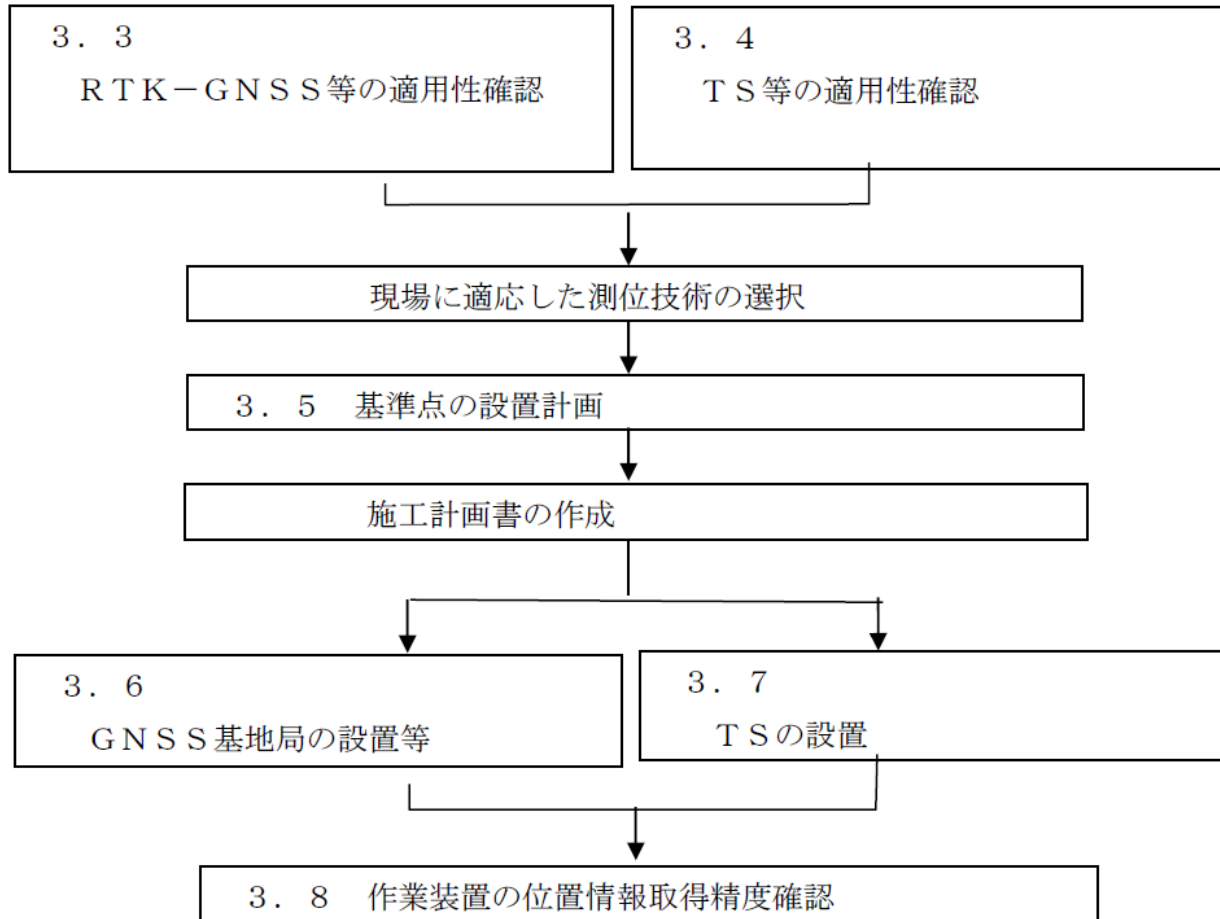 ３．３
ＲＴＫ－ＧＮＳＳ等の適用性確認
３．４
ＴＳ等の適用性確認
現場に適応した測位技術の選択
３．５　基準点の設置計画
施工計画書の作成
３．６
ＧＮＳＳ基地局の設置等
３．７
ＴＳの設置
３．８　作業装置の位置情報取得精度確認